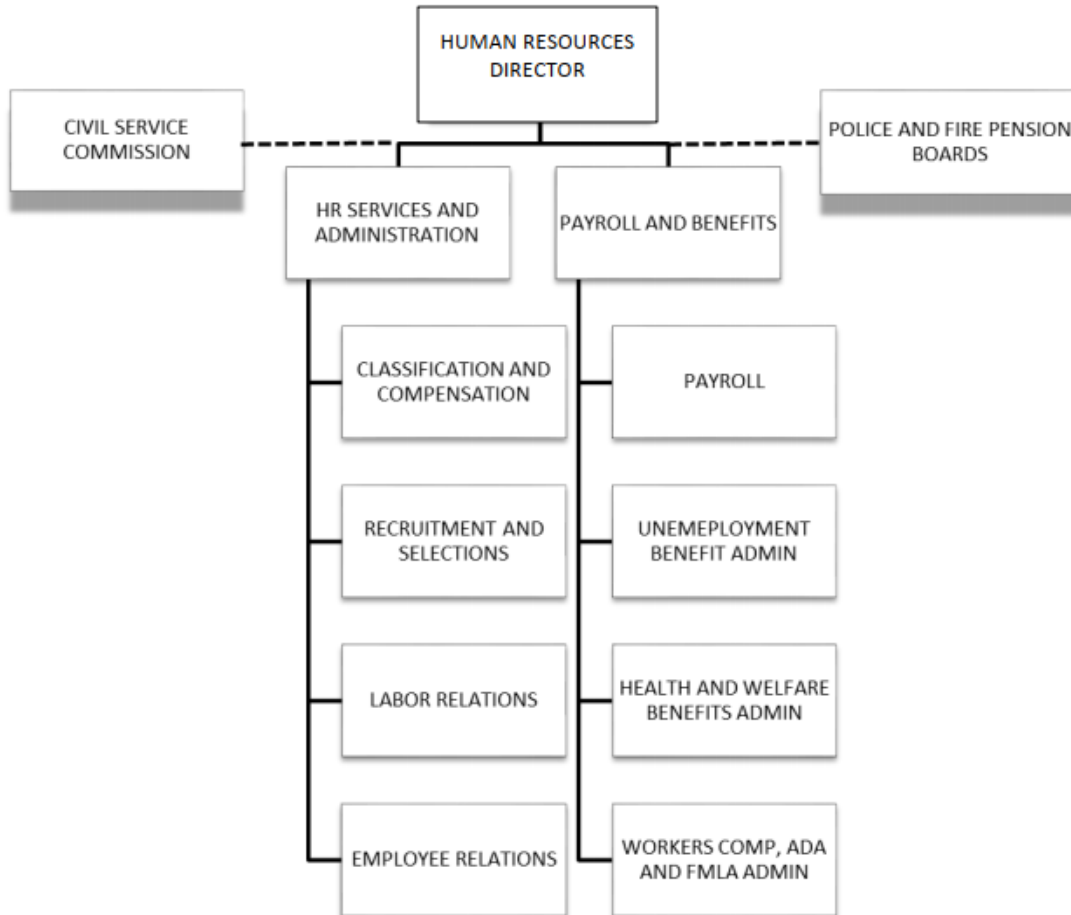 HUMAN RESOURCES
DIRECTOR
CIVIL SERVICE
COMMISSION
POLICE AND FIRE PENSION
BOARDS
HR SERVICES AND
ADMINISTRATION
PAYROLL AND BENEFITS
CLASSIFICATION AND
COMPENSATION
PAYROLL
RECRUITMENT AND
SELECTIONS
UNEMEPLOYMENT
BENEFIT ADMIN
LABOR RELATIONS
HEALTH AND WELFARE
BENEFITS ADMIN
EMPLOYEE RELATIONS
WORKERS COMP, ADA
AND FMLA ADMIN